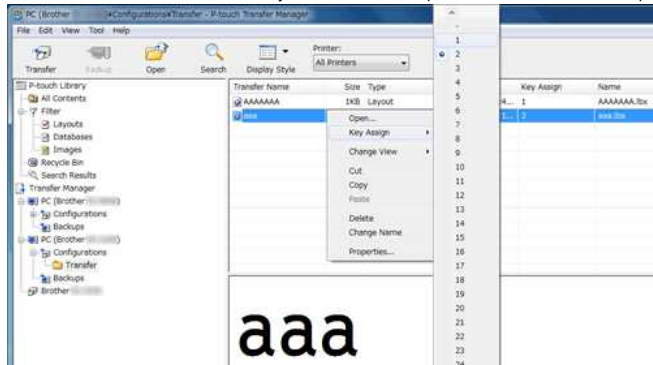 PC (Brother ¥Configurations¥Transfer - P-touch Transfer Manager
File Edit View Tool Help
Transfer Backup Open Search Display Style
Printer:
All Printers
P-touch Library
All Contents
Filter
Layouts
Databases
Images
Recycle Bin
Search Results
Transfer Manager
PC (Brother )
Configurations
Backups
PC (Brother )
Configurations
Transfer
Backups
Brother
Transfer Name Size Type Key Assign Name
AAAAAAA 1KB Layout 4... 1 AAAAAAA.lbx
aaa 1... 2 aaa.lbx
Open...
Key Assign
Change View
Cut
Copy
Paste
Delete
Change Name
Properties...
-
1
2
3
4
5
6
7
8
9
10
11
12
13
14
15
16
17
18
19
20
21
22
23
24
aaa